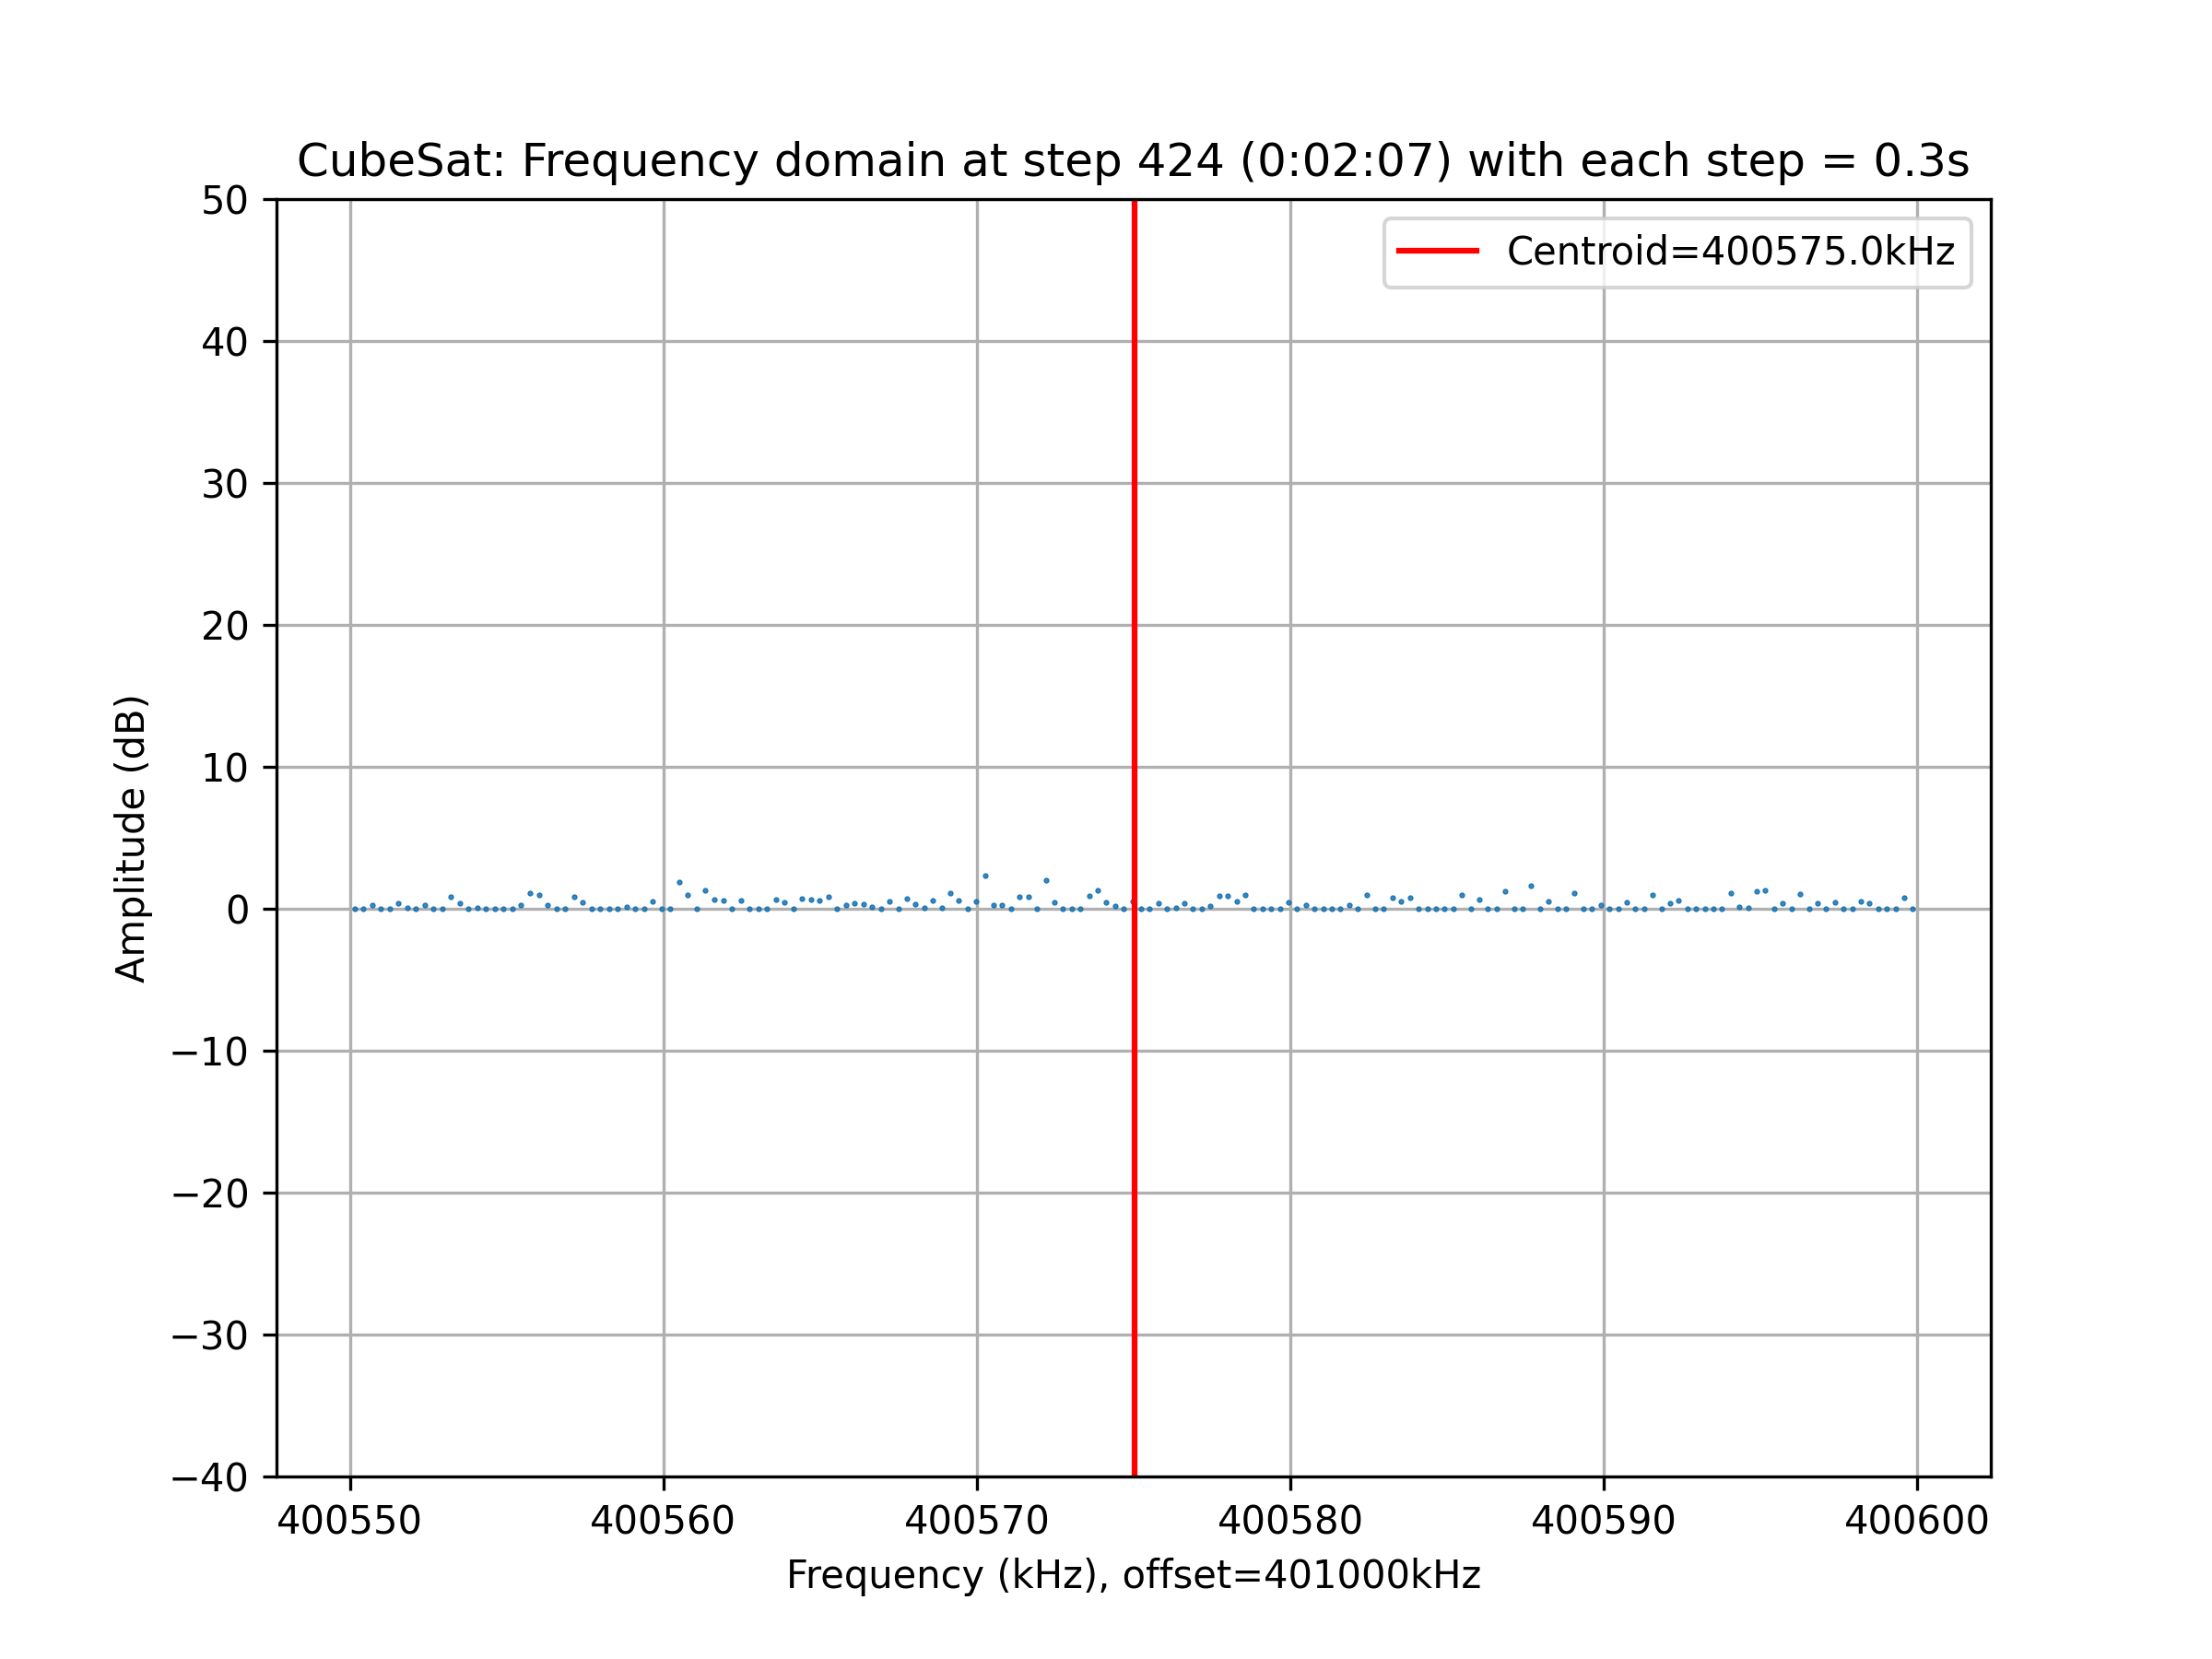 CubeSat: Frequency domain at step 424 (0:02:07) with each step = 0.3s
Centroid=400575.0kHz
50
40
30
20
10
0
−10
−20
−30
−40
Amplitude (dB)
400550 400560 400570 400580 400590 400600
Frequency (kHz), offset=401000kHz